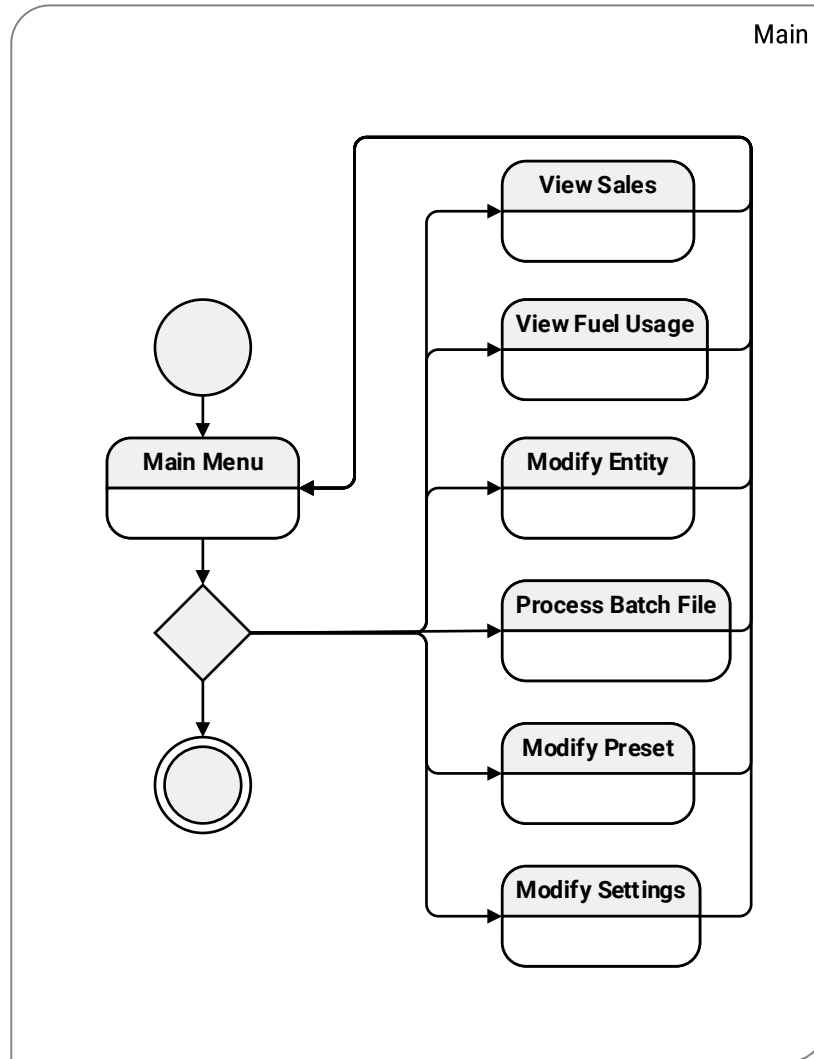 Main
View Sales
View Fuel Usage
Main Menu
Modify Entity
Process Batch File
Modify Preset
Modify Settings